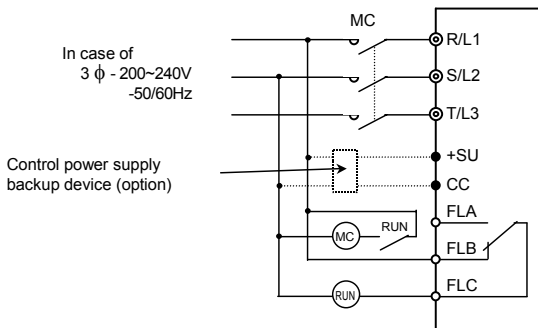 MC
In case of
3 ϕ - 200~240V
-50/60Hz
R/L1
S/L2
T/L3
Control power supply
backup device (option)
+SU
CC
FLA
MC
RUN
FLB
RUN
FLC